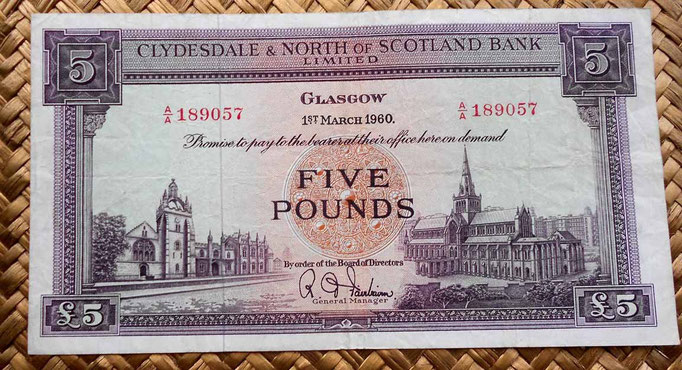 5 CLYDESDALE & NORTH OF SCOTLAND BANK 5
LIMITED
GLASGOW
A/A 189057 1ST MARCH 1960. A/A 189057
Promise to pay to the bearer at their office here on demand
FIVE
POUNDS
By order of the Board of Directors
R. D. Fairbairn
General Manager
£5 £5